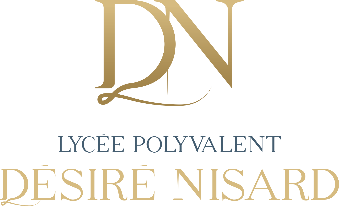 DN
LYCÉE POLYVALENT
DÉSIRÉ NISARD